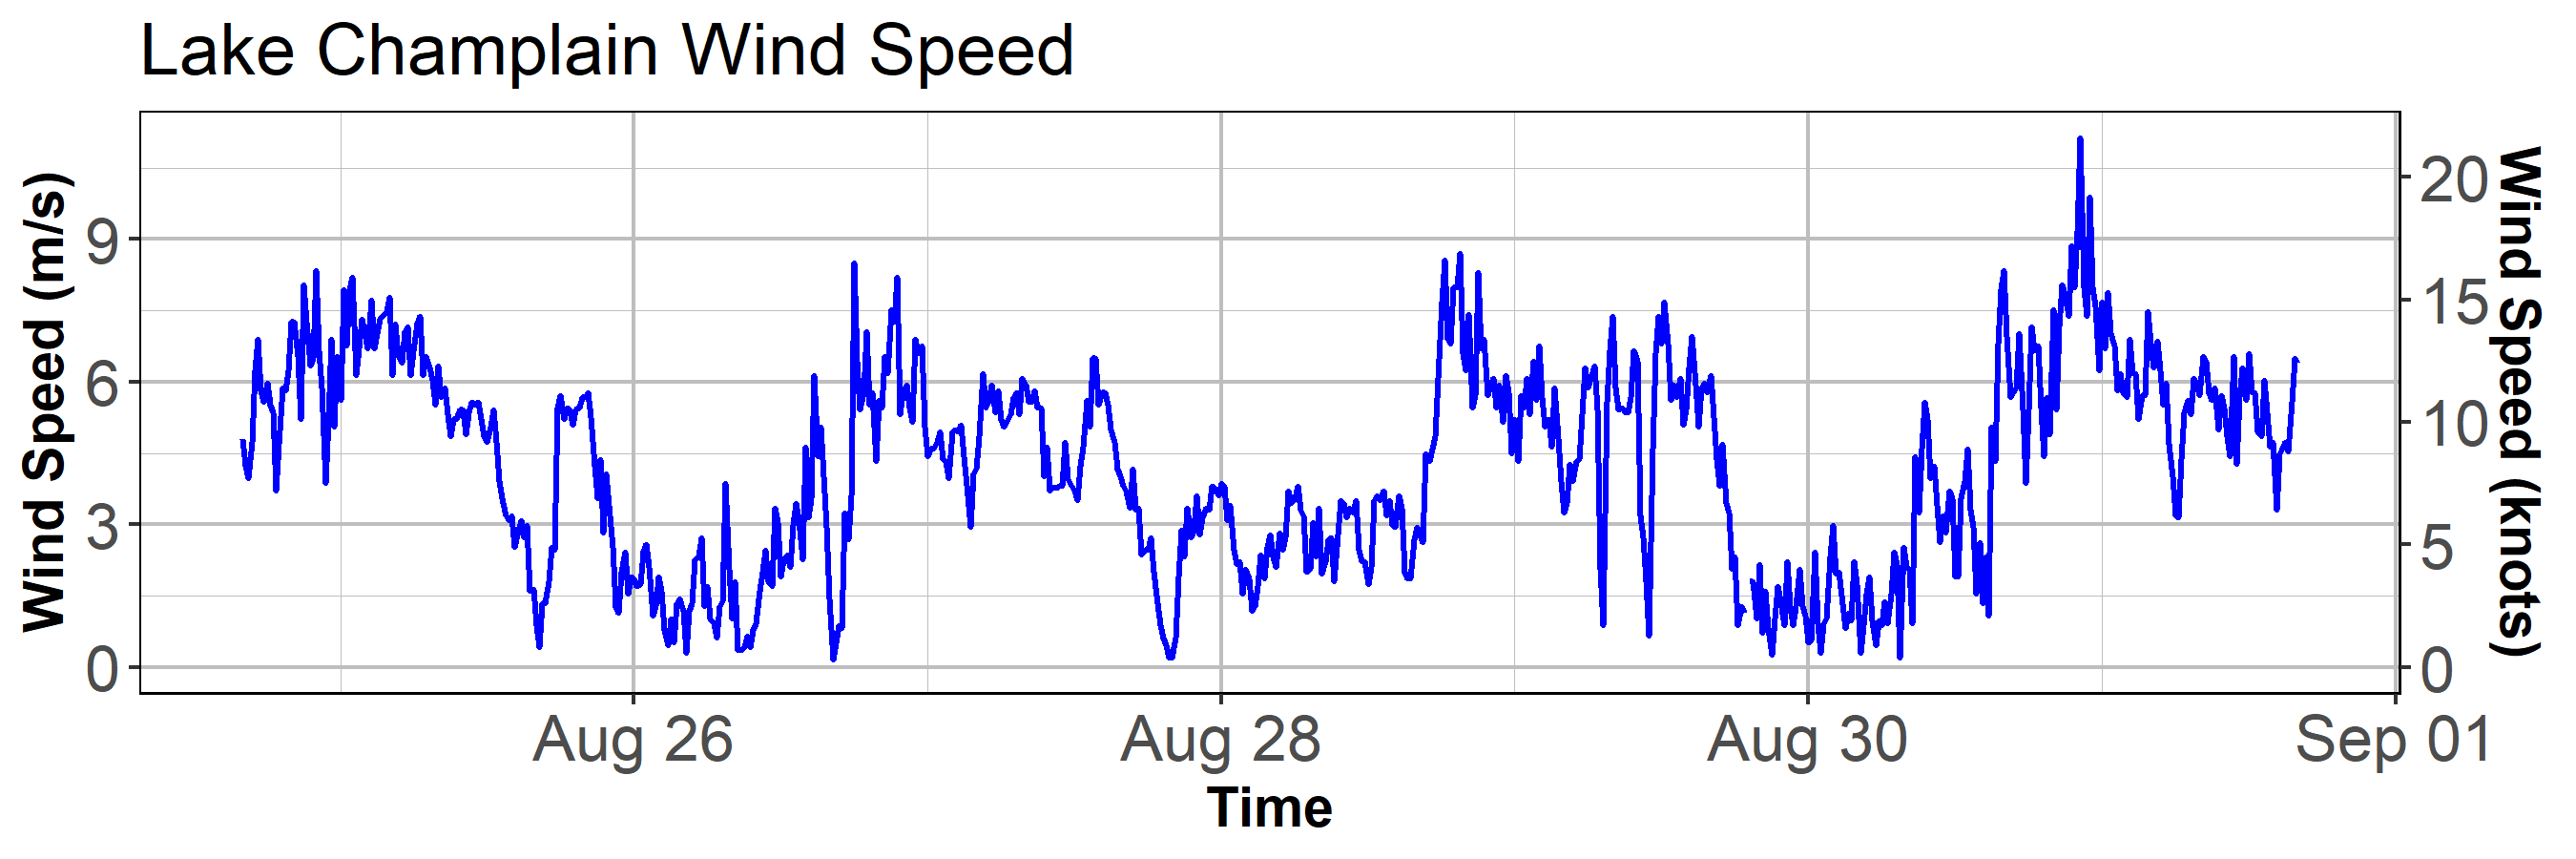 Lake Champlain Wind Speed
Wind Speed (m/s)
9
6
3
0
20
15
10
5
0
Wind Speed (knots)
Aug 26
Aug 28
Aug 30
Sep 01
Time